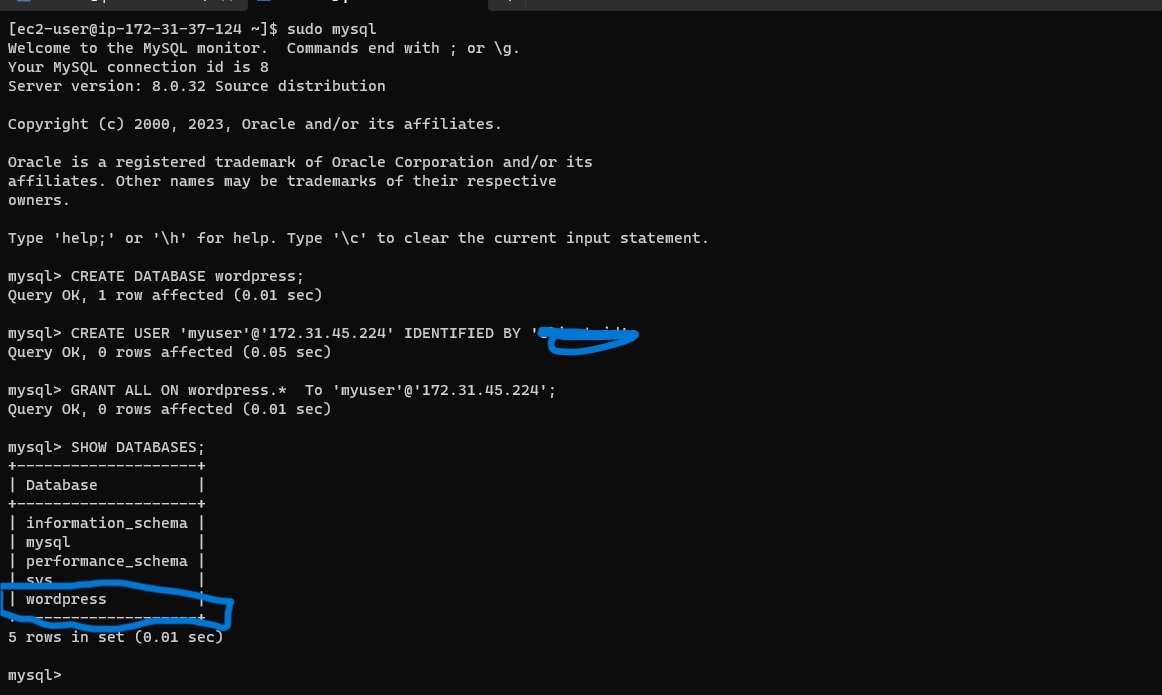 [ec2-user@ip-172-31-37-124 ~]$ sudo mysql
Welcome to the MySQL monitor.  Commands end with ; or \g.
Your MySQL connection id is 8
Server version: 8.0.32 Source distribution
Copyright (c) 2000, 2023, Oracle and/or its affiliates.
Oracle is a registered trademark of Oracle Corporation and/or its
affiliates. Other names may be trademarks of their respective
owners.
Type 'help;' or '\h' for help. Type '\c' to clear the current input statement.
mysql> CREATE DATABASE wordpress;
Query OK, 1 row affected (0.01 sec)
mysql> CREATE USER 'myuser'@'172.31.45.224' IDENTIFIED BY '
Query OK, 0 rows affected (0.05 sec)
mysql> GRANT ALL ON wordpress.*  To 'myuser'@'172.31.45.224';
Query OK, 0 rows affected (0.01 sec)
mysql> SHOW DATABASES;
+--------------------+
| Database           |
+--------------------+
| information_schema |
| mysql              |
| performance_schema |
| sys                |
| wordpress          |
+--------------------+
5 rows in set (0.01 sec)
mysql>